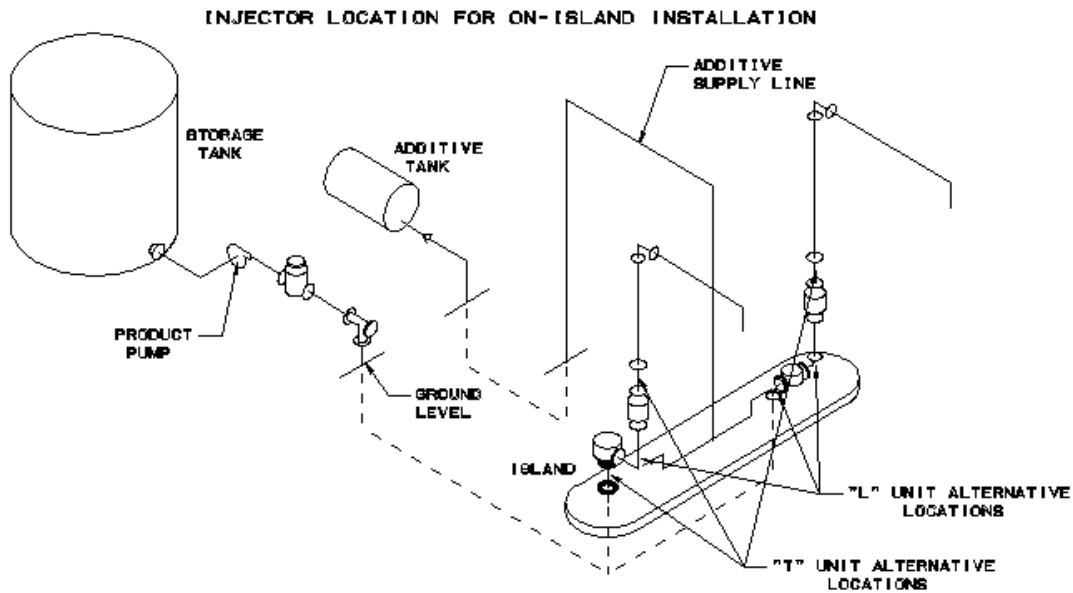 INJECTOR LOCATION FOR ON-ISLAND INSTALLATION
ADDITIVE
SUPPLY LINE
STORAGE
TANK
ADDITIVE
TANK
PRODUCT
PUMP
GROUND
LEVEL
ISLAND
"L" UNIT ALTERNATIVE
LOCATIONS
"T" UNIT ALTERNATIVE
LOCATIONS